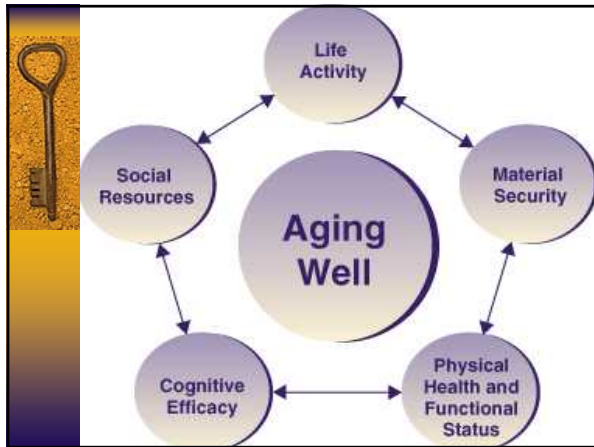 Life
Activity
Social
Resources
Material
Security
Aging
Well
Cognitive
Efficacy
Physical
Health and
Functional
Status